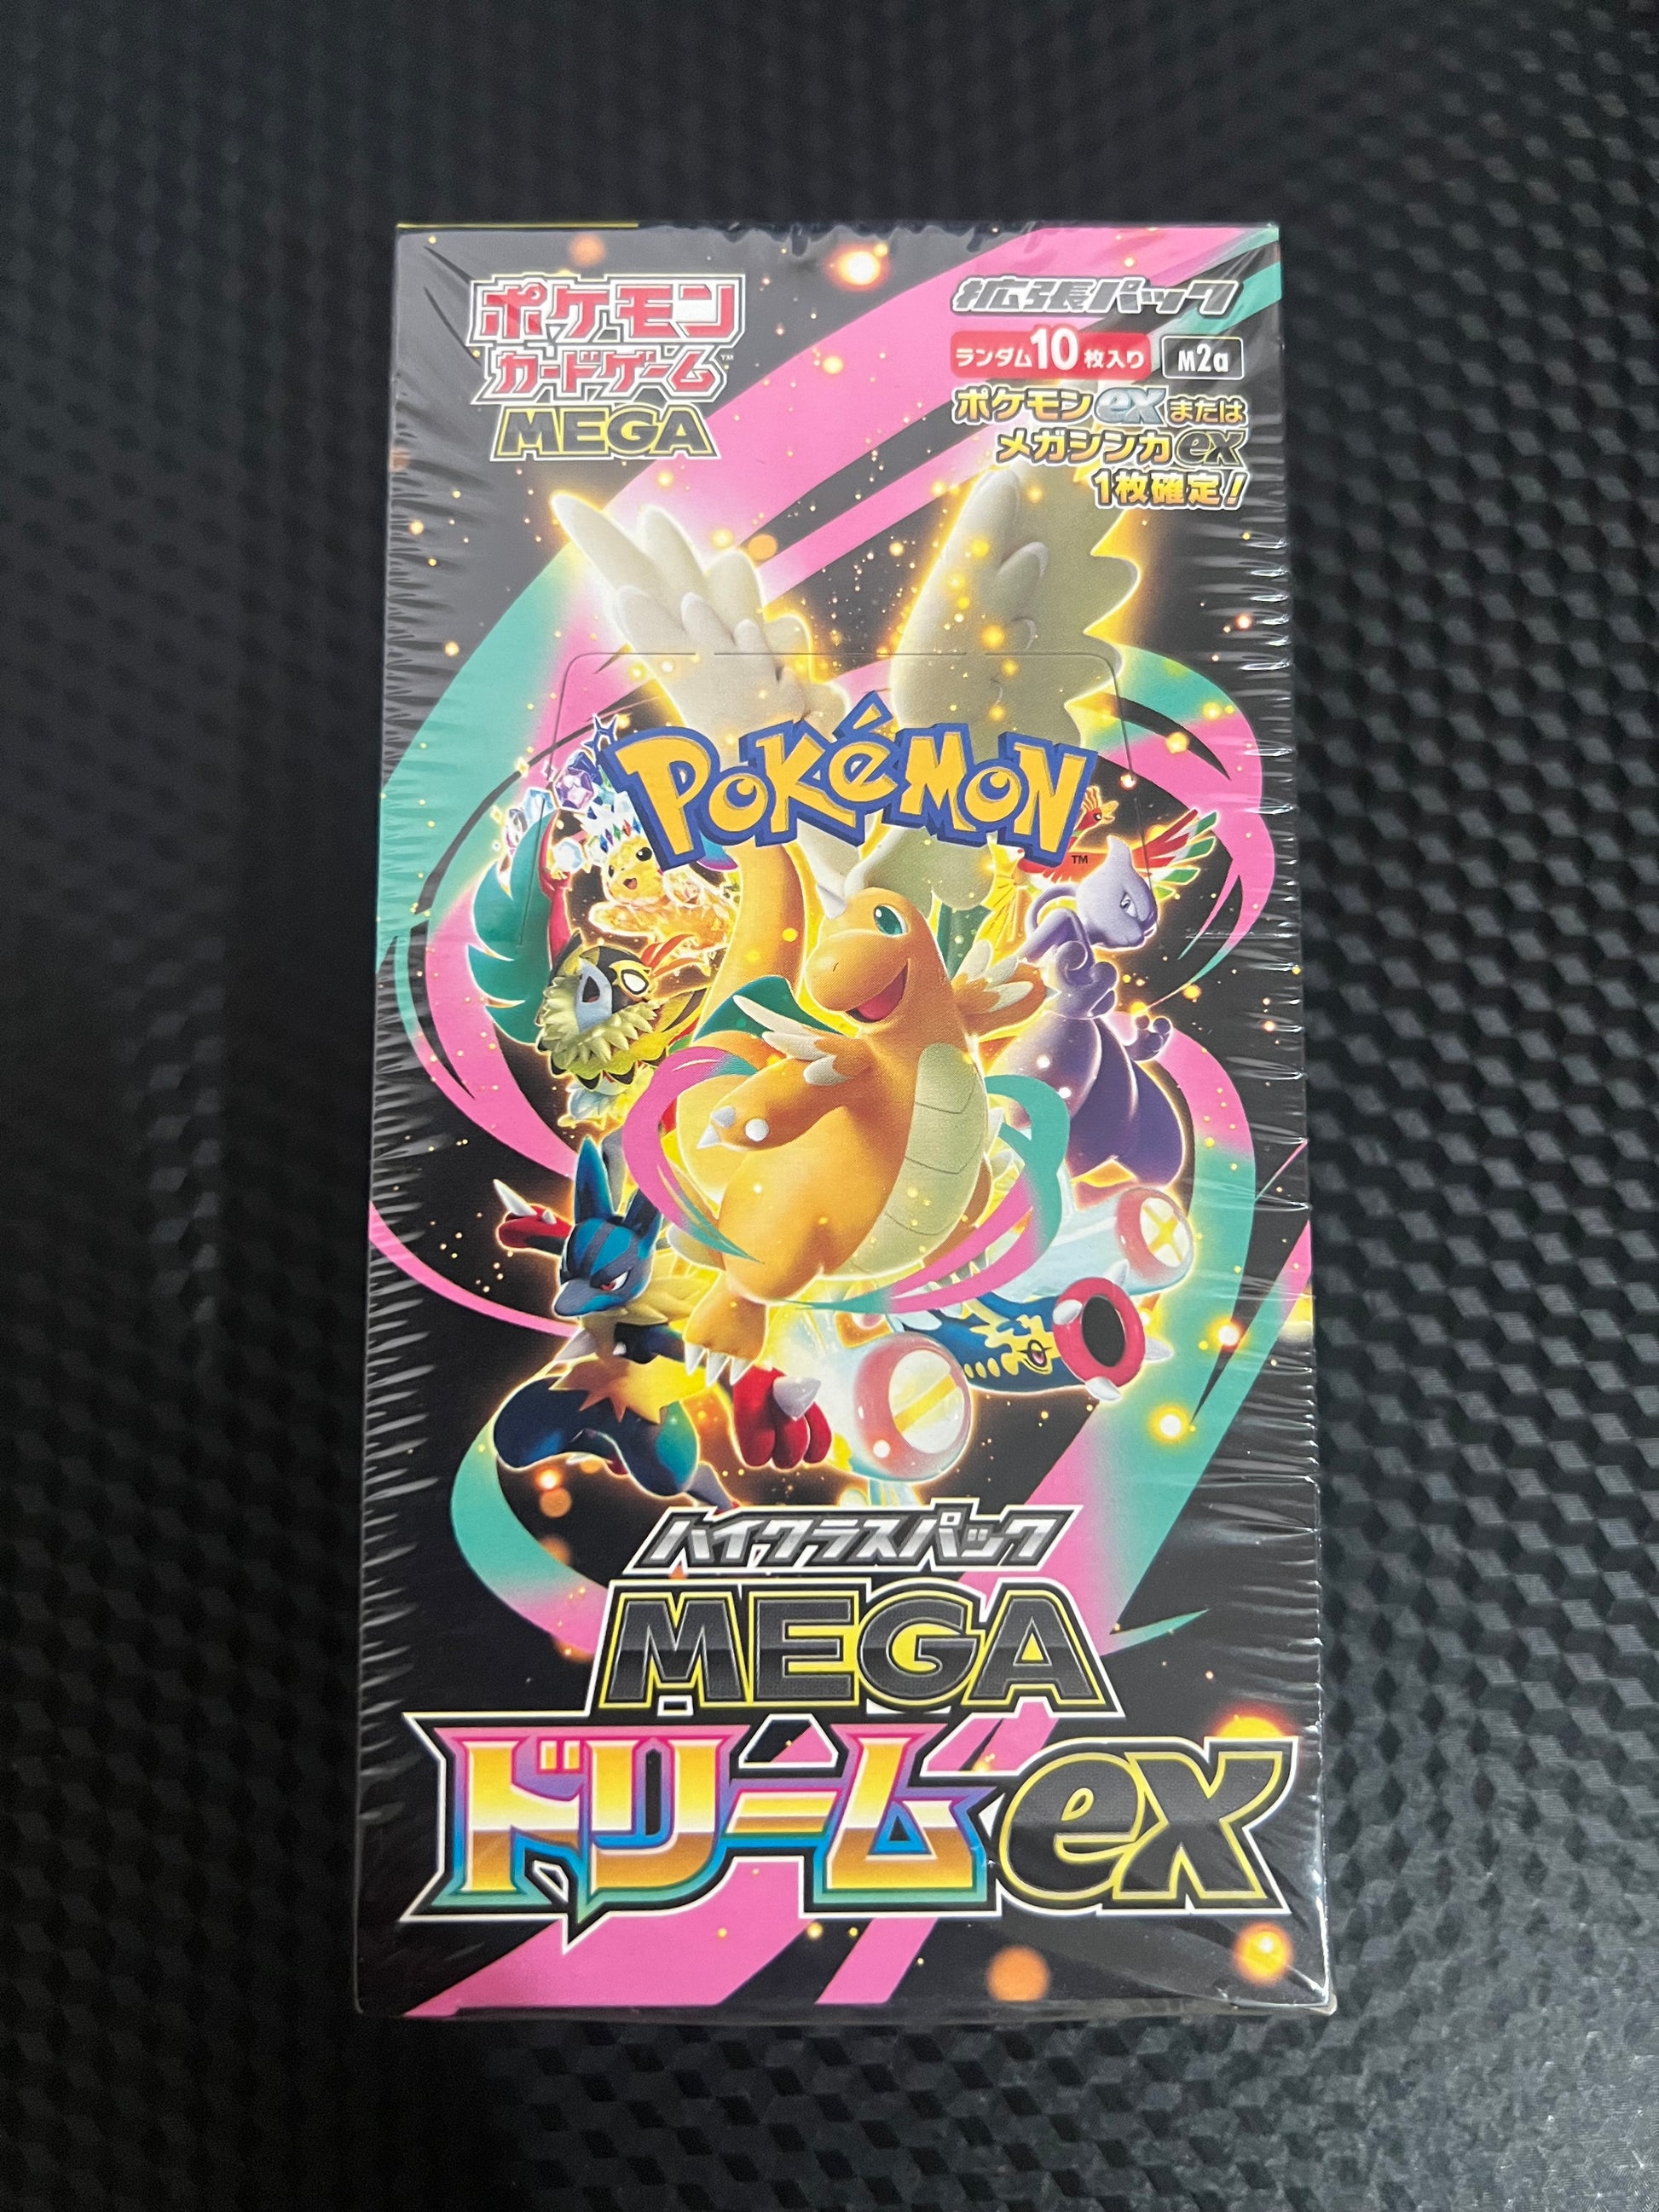 ポケモン
カードゲーム™
MEGA
拡張パック
ランダム10枚入り M2a
ポケモンexまたは
メガシンカex
1枚確定!
POKéMON™
ハイクラスパック
MEGA
ドリームex